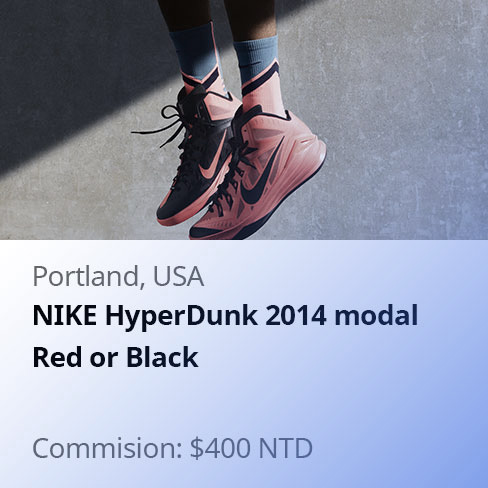 Portland, USA
NIKE HyperDunk 2014 modal
Red or Black
Commision: $400 NTD